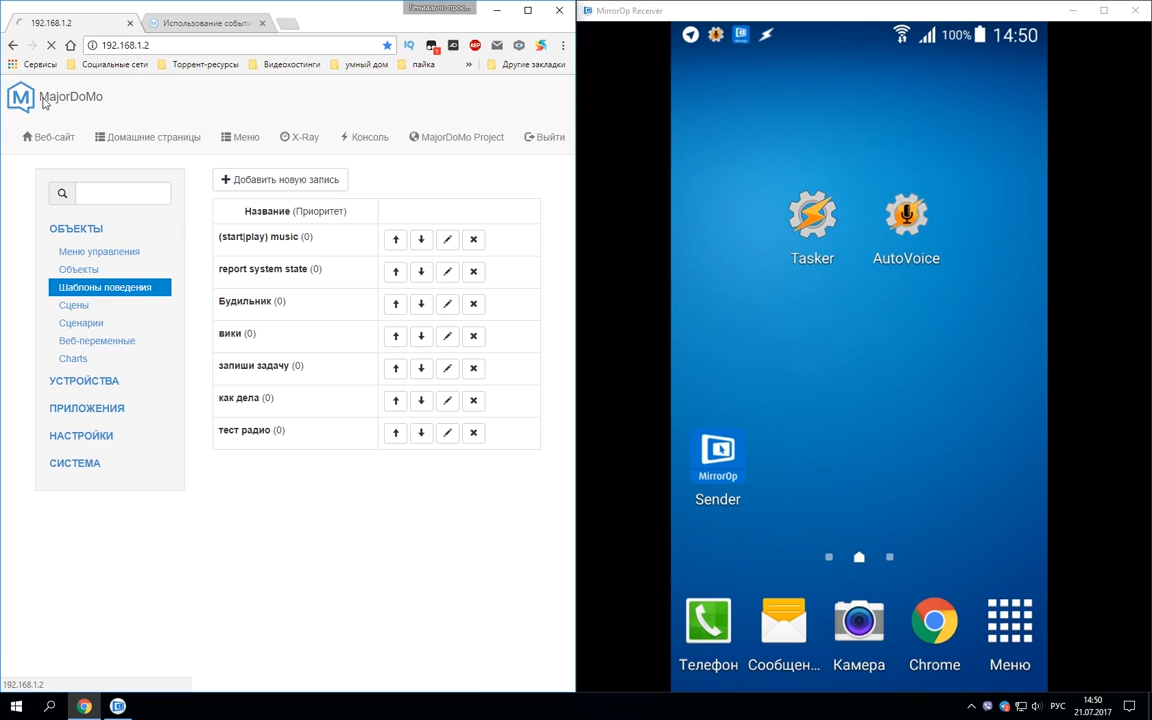 Гениально прос...
192.168.1.2
Использование событи
192.168.1.2
Сервисы
Социальные сети
Торрент-ресурсы
Видеохостинги
умный дом
пайка
»
Другие закладки
MajorDoMo
Веб-сайт
Домашние страницы
Меню
X-Ray
Консоль
MajorDoMo Project
Выйти
ОБЪЕКТЫ
Меню управления
Объекты
Шаблоны поведения
Сцены
Сценарии
Веб-переменные
Charts
УСТРОЙСТВА
ПРИЛОЖЕНИЯ
НАСТРОЙКИ
СИСТЕМА
Добавить новую запись
Название (Приоритет)
(start|play) music (0)
report system state (0)
Будильник (0)
вики (0)
запиши задачу (0)
как дела (0)
тест радио (0)
192.168.1.2
MirrorOp Receiver
100%
14:50
Tasker
AutoVoice
MirrorOp
Sender
Телефон
Сообщен...
Камера
Chrome
Меню
РУС
14:50
21.07.2017